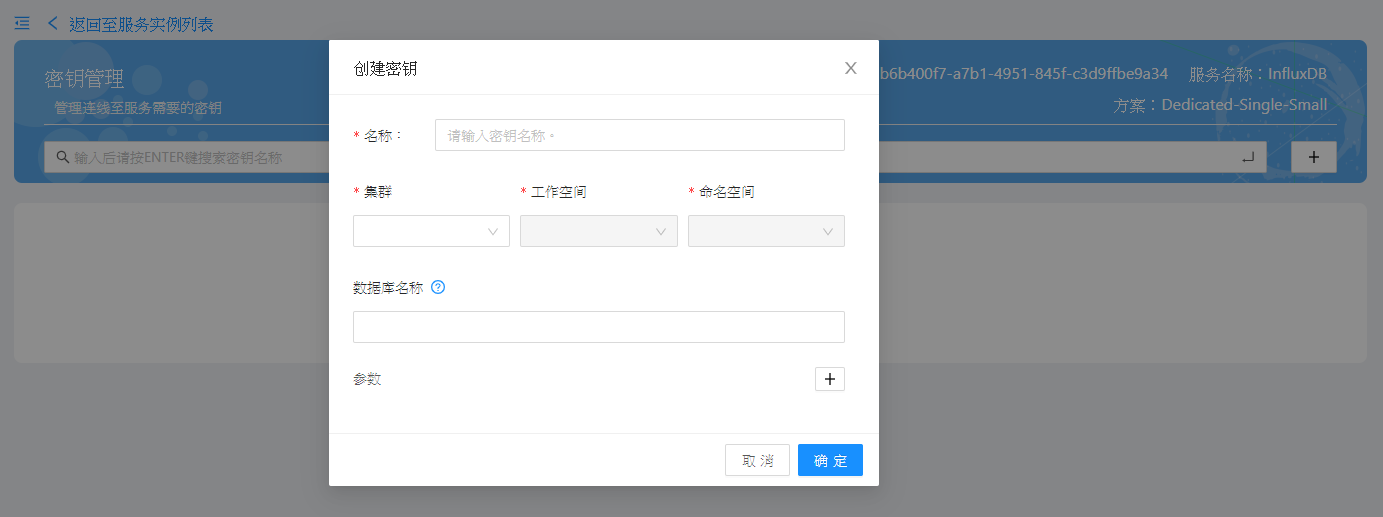 返回至服务实例列表
密钥管理
管理连线至服务需要的密钥
b6b400f7-a7b1-4951-845f-c3d9ffbe9a34 服务名称：InfluxDB
方案：Dedicated-Single-Small
输入后请按ENTER键搜索密钥名称
创建密钥
* 名称：
请输入密钥名称。
* 集群 * 工作空间 * 命名空间
数据库名称
参数
取 消 确 定